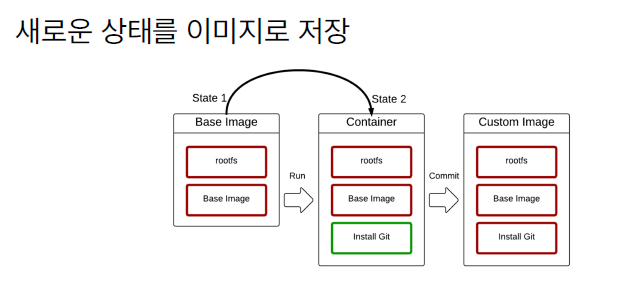 새로운 상태를 이미지로 저장
State 1
State 2
Base Image
rootfs
Base Image
Run
Container
rootfs
Base Image
Install Git
Commit
Custom Image
rootfs
Base Image
Install Git